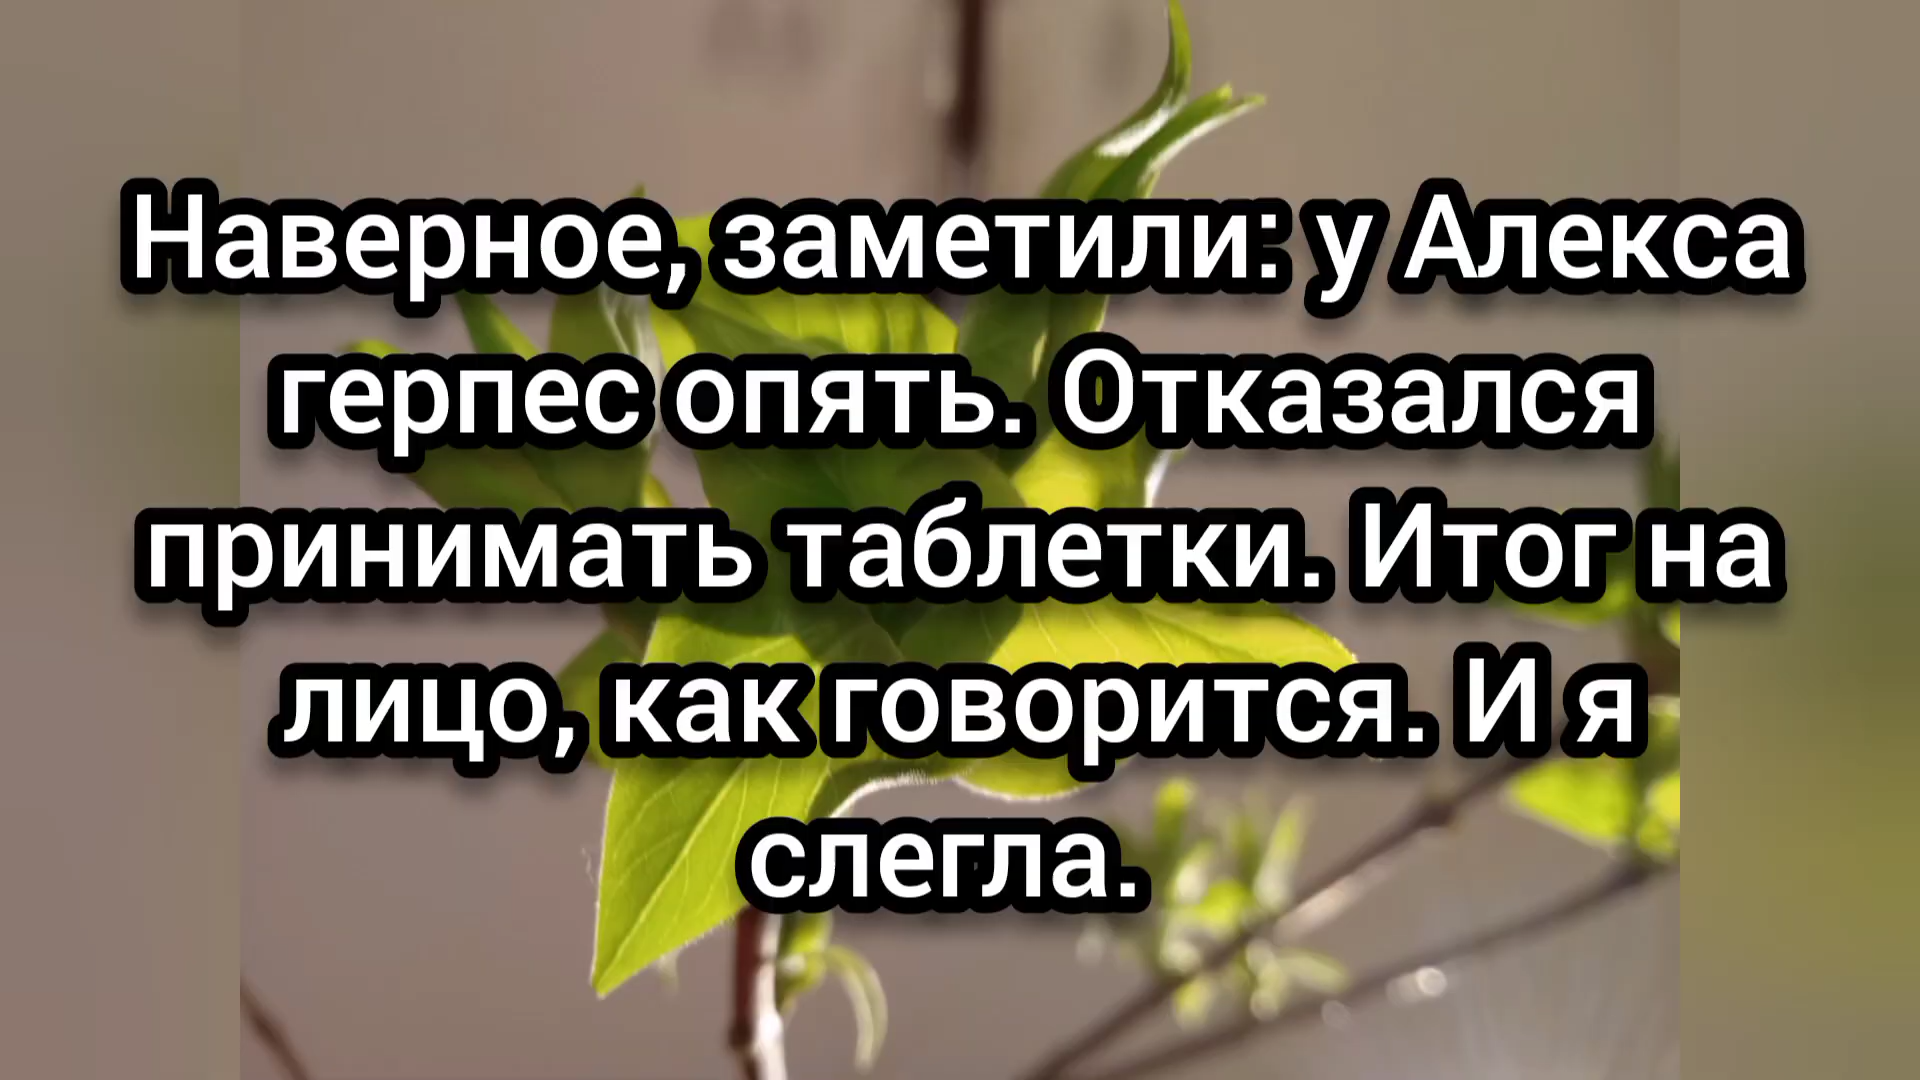 Наверное, заметили: у Алекса
герпес опять. Отказался
принимать таблетки. Итог на
лицо, как говорится. И я
слегла.